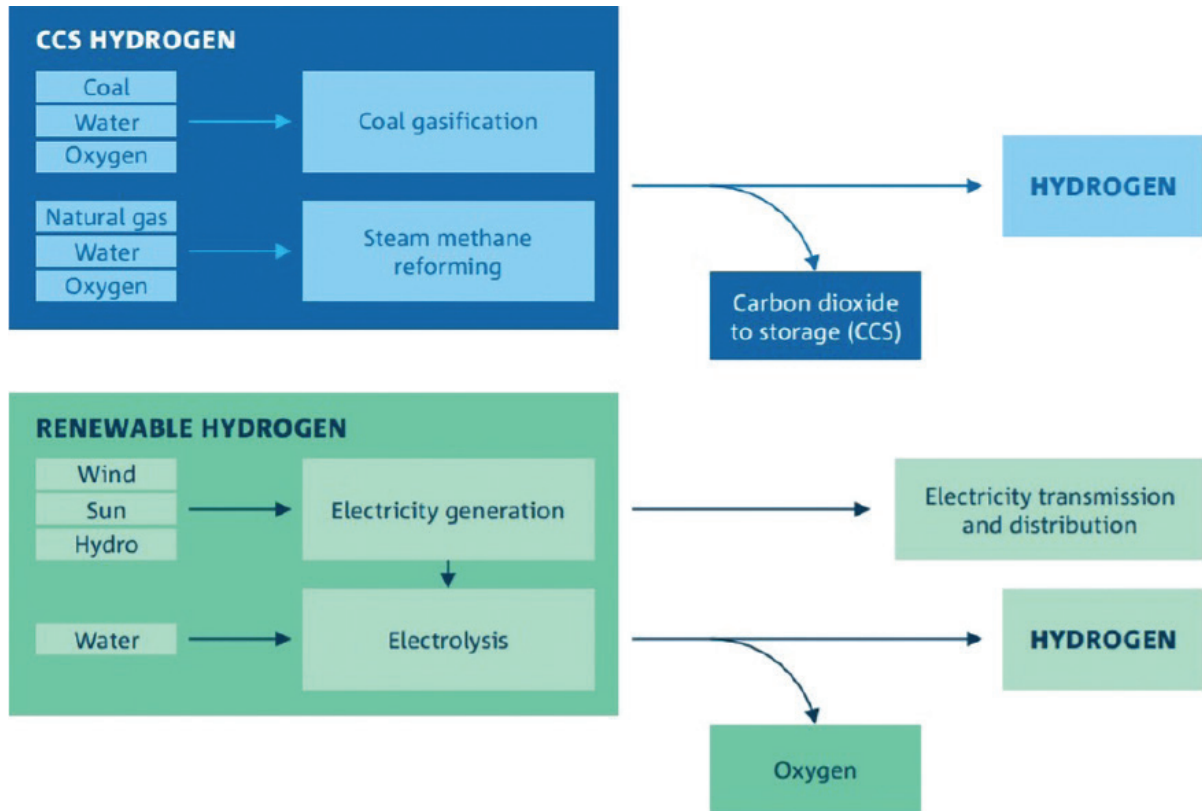 CCS HYDROGEN
Coal
Water
Oxygen
Coal gasification
Natural gas
Water
Oxygen
Steam methane
reforming
HYDROGEN
Carbon dioxide
to storage (CCS)
RENEWABLE HYDROGEN
Wind
Sun
Hydro
Electricity generation
Electricity transmission
and distribution
Water
Electrolysis
HYDROGEN
Oxygen